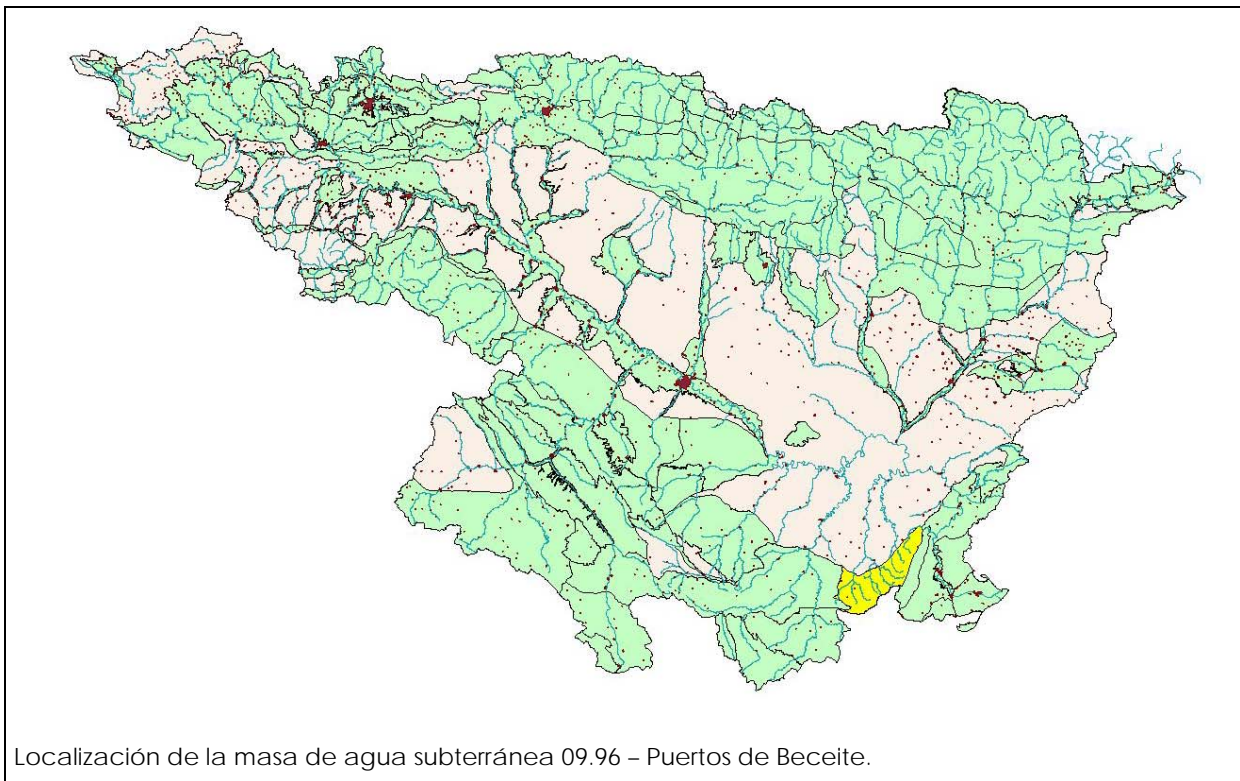 Localización de la masa de agua subterránea 09.96 – Puertos de Beceite.